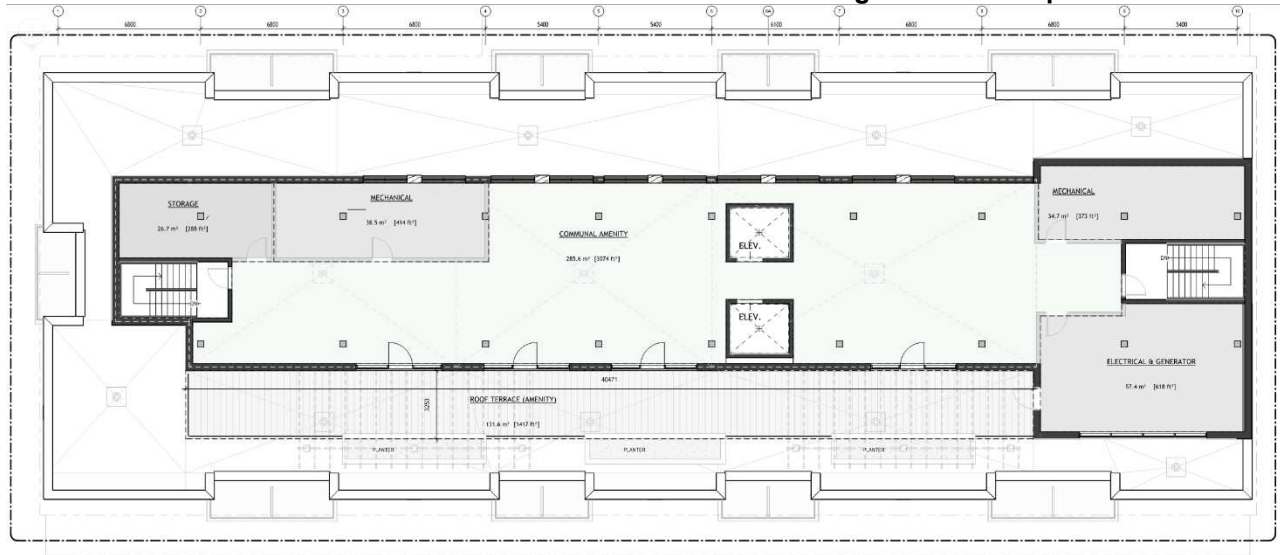 1 2 3 4 5 6 6A 7 8 9 10
6800 6800 6800 5400 5400 6100 6800 6800 5400
MECHANICAL
38.5 m² [414 ft²]
STORAGE
26.7 m² [288 ft²]
COMMUNAL AMENITY
285.6 m² [3074 ft²]
ELEV.
MECHANICAL
34.7 m² [373 ft²]
DN
DN
ELEV.
ELECTRICAL & GENERATOR
57.4 m² [618 ft²]
40471
3253
ROOF TERRACE (AMENITY)
131.6 m² [1417 ft²]
PLANTER PLANTER PLANTER